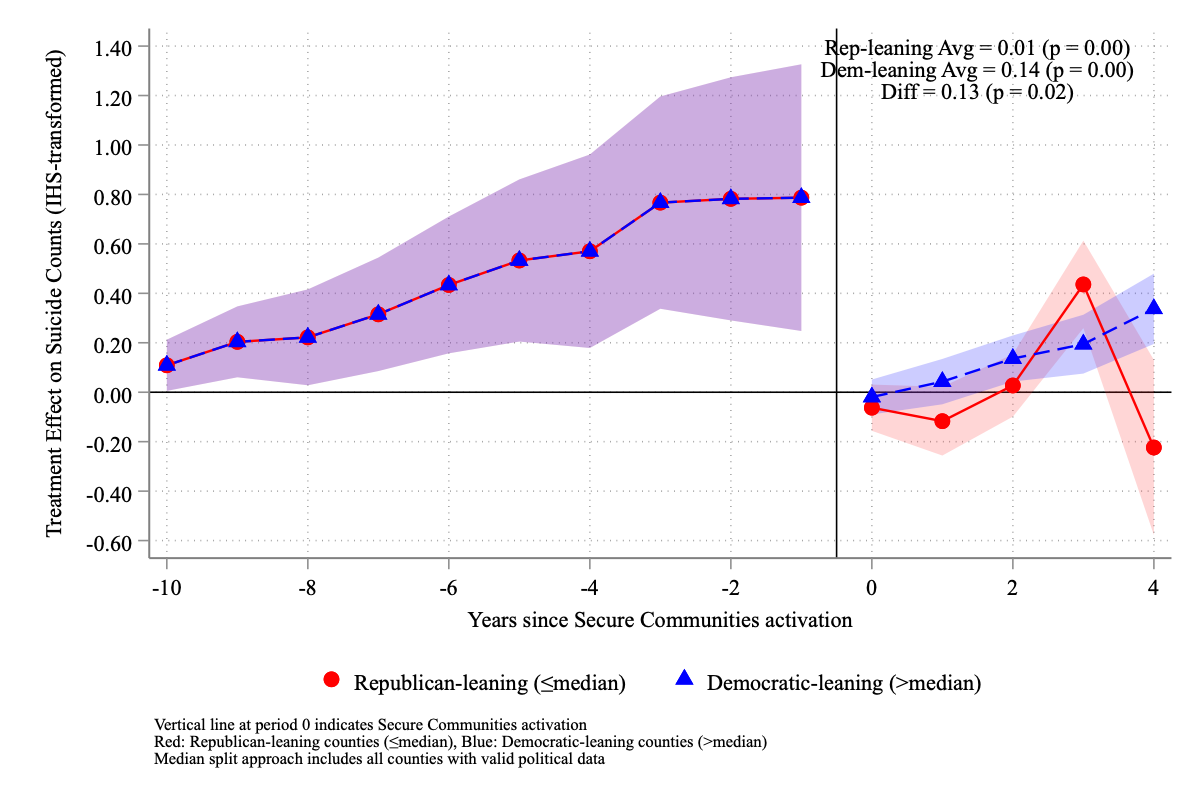 Rep-leaning Avg = 0.01 (p = 0.00)
Dem-leaning Avg = 0.14 (p = 0.00)
Diff = 0.13 (p = 0.02)
Treatment Effect on Suicide Counts (IHS-transformed)
1.40
1.20
1.00
0.80
0.60
0.40
0.20
0.00
-0.20
-0.40
-0.60
-10 -8 -6 -4 -2 0 2 4
Years since Secure Communities activation
Republican-leaning (≤median) Democratic-leaning (>median)
Vertical line at period 0 indicates Secure Communities activation
Red: Republican-leaning counties (≤median), Blue: Democratic-leaning counties (>median)
Median split approach includes all counties with valid political data